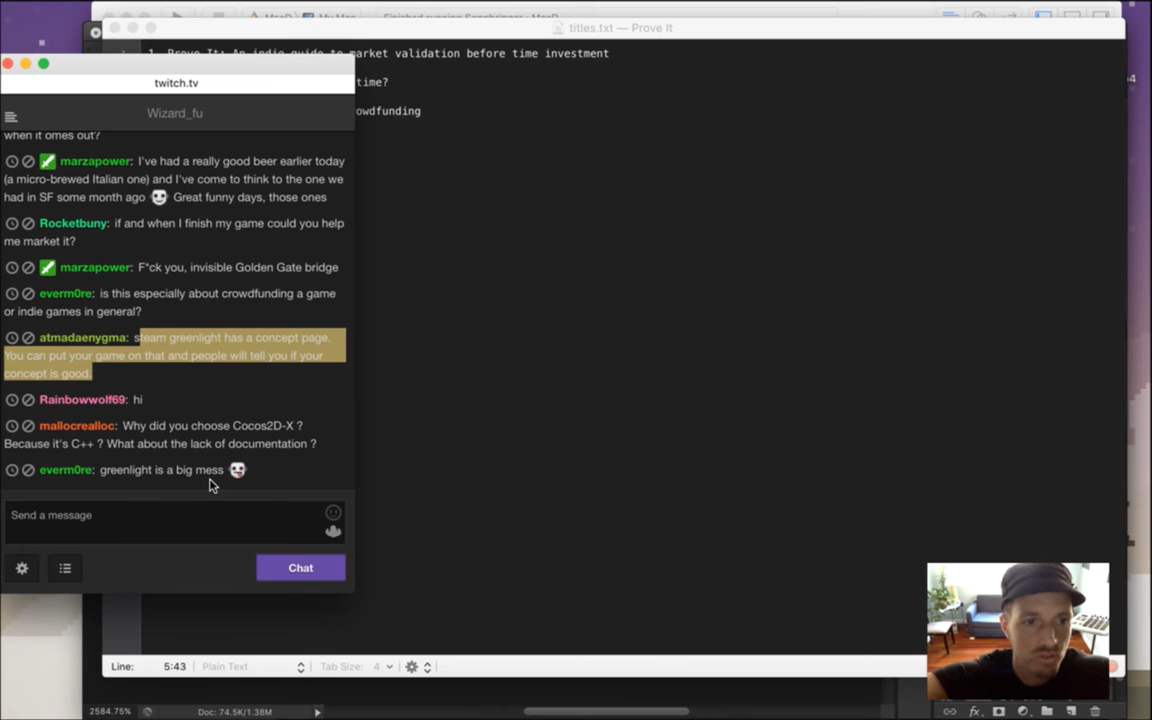 titles.txt — Prove It
1. Prove It: An indie guide to market validation before time investment
time?
crowdfunding
twitch.tv
Wizard_fu
when it omes out?
marzapower: I've had a really good beer earlier today
(a micro-brewed Italian one) and I've come to think to the one we
had in SF some month ago Great funny days, those ones
Rocketbuny: if and when I finish my game could you help
me market it?
marzapower: F*ck you, invisible Golden Gate bridge
everm0re: is this especially about crowdfunding a game
or indie games in general?
atmadaenygma: steam greenlight has a concept page.
You can put your game on that and people will tell you if your
concept is good.
Rainbowwolf69: hi
mallocrealloc: Why did you choose Cocos2D-X ?
Because it's C++ ? What about the lack of documentation ?
everm0re: greenlight is a big mess
Send a message
Chat
Line: 5:43 Plain Text Tab Size: 4
2584.75% Doc: 74.5K/1.38M